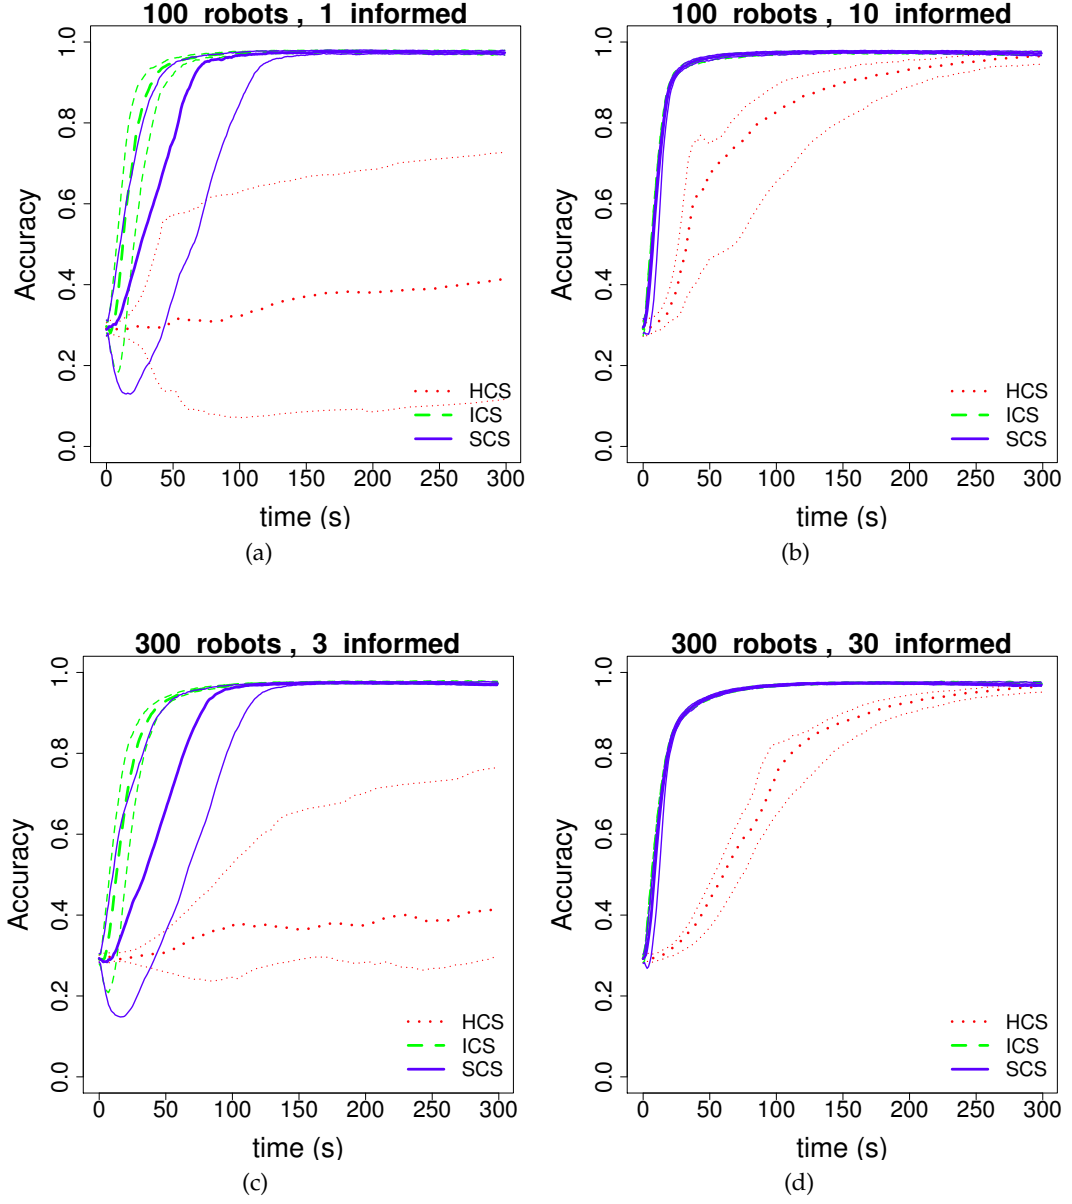 100 robots , 1 informed
Accuracy
0.0 0.2 0.4 0.6 0.8 1.0
HCS
ICS
SCS
0 50 100 150 200 250 300
time (s)
(a)
100 robots , 10 informed
Accuracy
0.0 0.2 0.4 0.6 0.8 1.0
HCS
ICS
SCS
0 50 100 150 200 250 300
time (s)
(b)
300 robots , 3 informed
Accuracy
0.0 0.2 0.4 0.6 0.8 1.0
HCS
ICS
SCS
0 50 100 150 200 250 300
time (s)
(c)
300 robots , 30 informed
Accuracy
0.0 0.2 0.4 0.6 0.8 1.0
HCS
ICS
SCS
0 50 100 150 200 250 300
time (s)
(d)